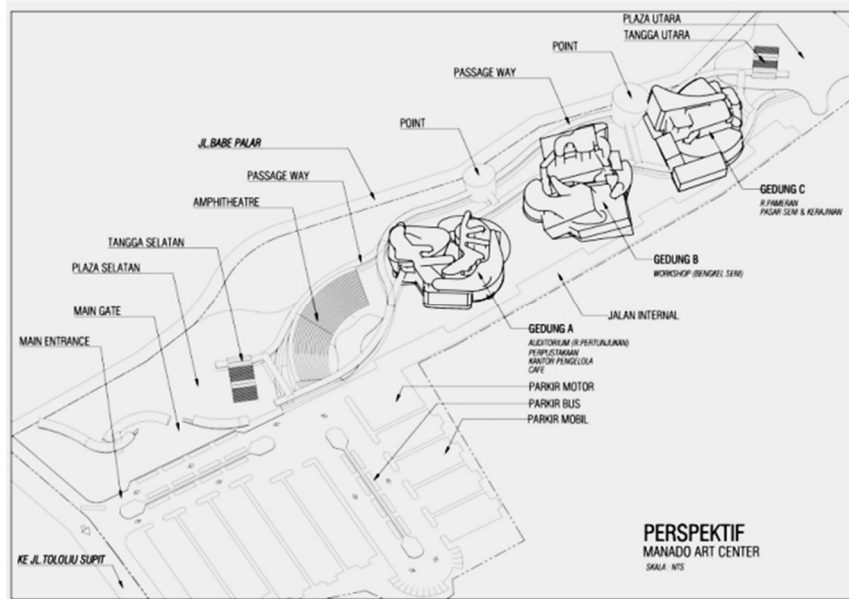 PLAZA UTARA
TANGGA UTARA
POINT
PASSAGE WAY
POINT
JL.BABE PALAR
PASSAGE WAY
AMPHITHEATRE
TANGGA SELATAN
PLAZA SELATAN
MAIN GATE
MAIN ENTRANCE
GEDUNG C
R.PAMERAN
PASAR SENI & KERAJINAN
GEDUNG B
WORKSHOP (BENGKEL SENI)
JALAN INTERNAL
GEDUNG A
AUDITORIUM (R.PERTUNJUKAN)
PERPUSTAKAAN
KANTOR PENGELOLA
CAFE
PARKIR MOTOR
PARKIR BUS
PARKIR MOBIL
KE JL.TOLOLIU SUPIT
PERSPEKTIF
MANADO ART CENTER
SKALA : NTS